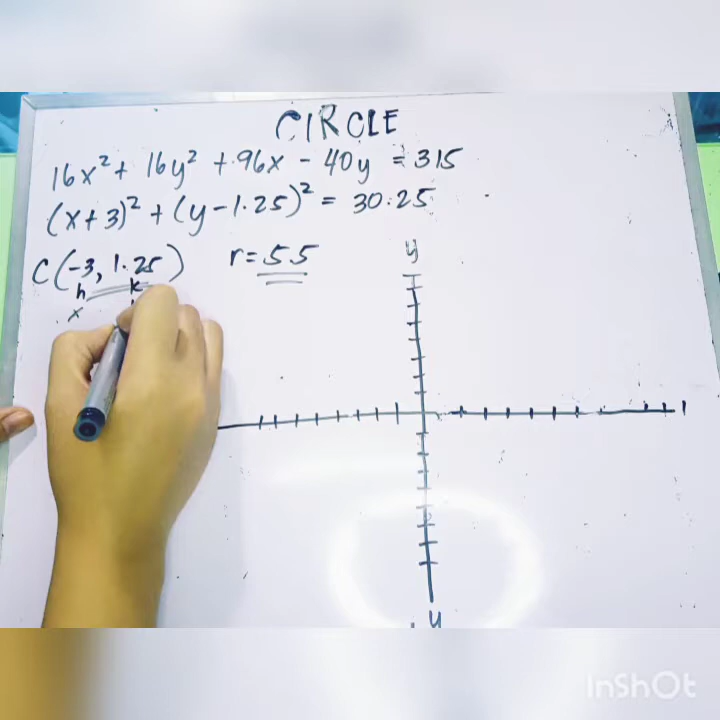 CIRCLE
16x² + 16y² + 96x - 40y = 315
(x+3)² + (y-1.25)² = 30.25
C(-3, 1.25) r = 5.5
h k
x
y
y
InShOt